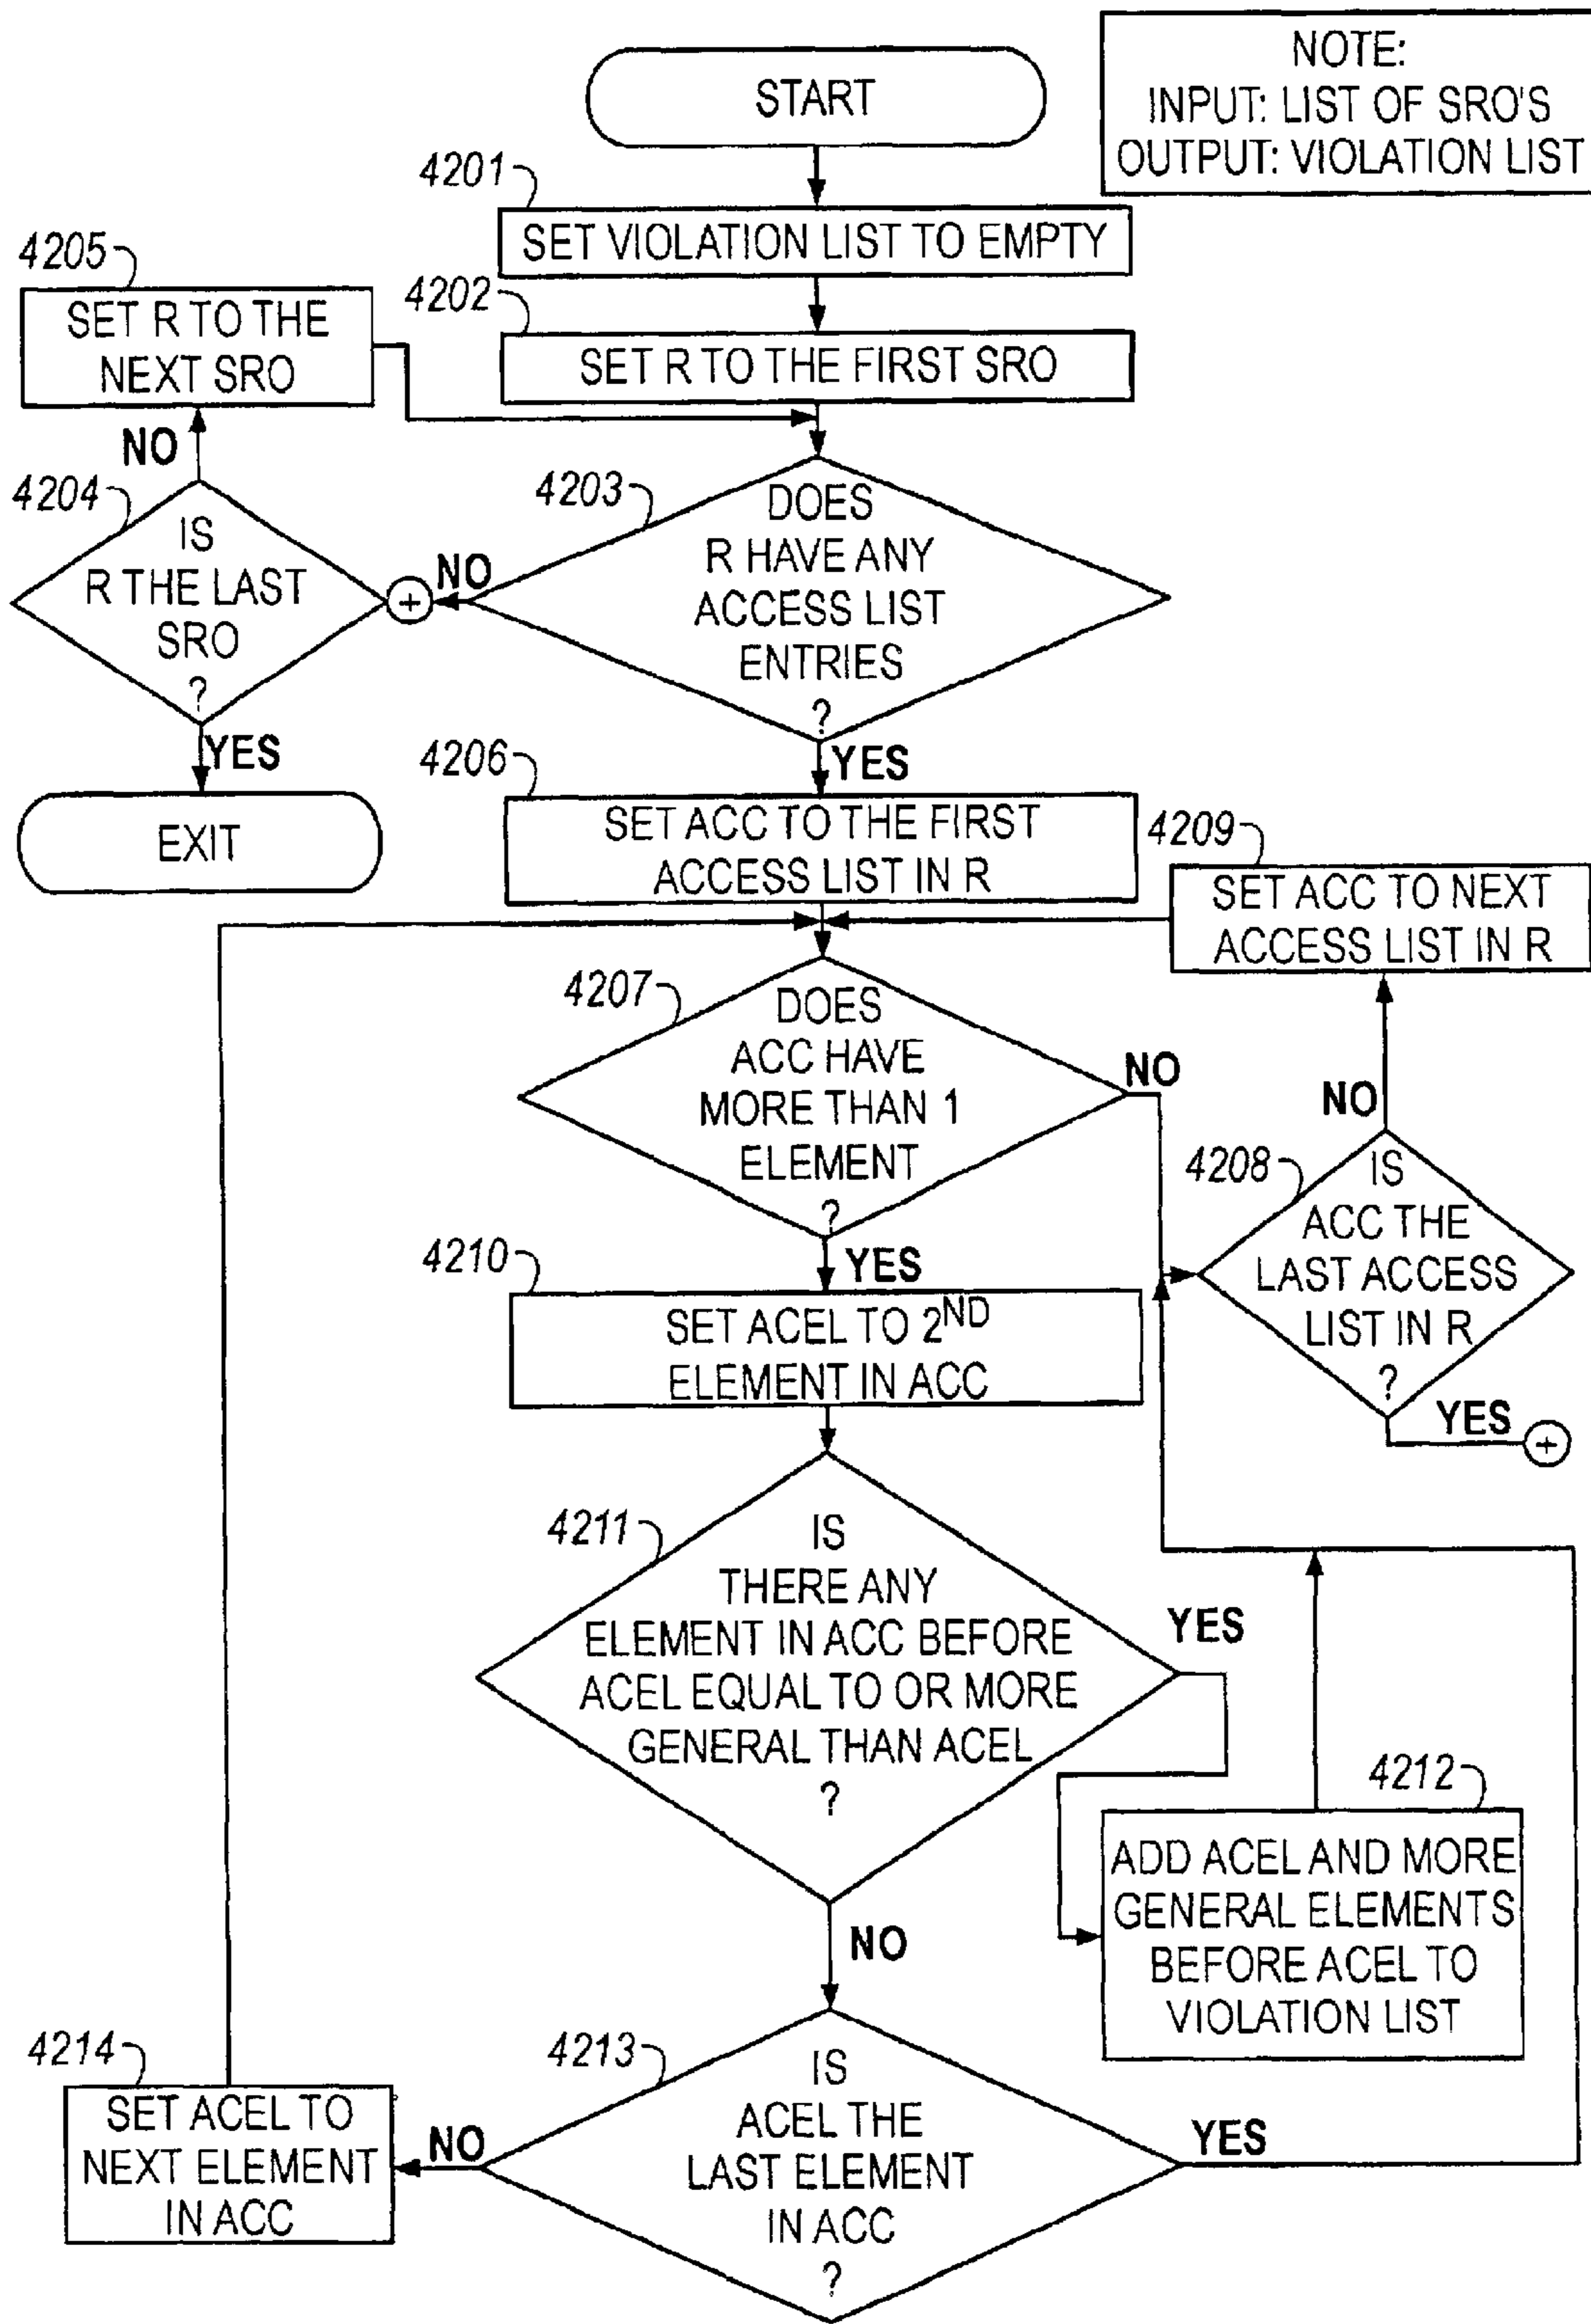 START
NOTE:
INPUT: LIST OF SRO'S
OUTPUT: VIOLATION LIST
4201
SET VIOLATION LIST TO EMPTY
4205
SET R TO THE
NEXT SRO
4202
SET R TO THE FIRST SRO
NO
4204
IS
R THE LAST
SRO
?
YES
EXIT
+
NO
4203
DOES
R HAVE ANY
ACCESS LIST
ENTRIES
?
YES
4206
SET ACC TO THE FIRST
ACCESS LIST IN R
4209
SET ACC TO NEXT
ACCESS LIST IN R
4207
DOES
ACC HAVE
MORE THAN 1
ELEMENT
?
NO
NO
4208
IS
ACC THE
LAST ACCESS
LIST IN R
?
YES
+
YES
4210
SET ACEL TO 2ND
ELEMENT IN ACC
4211
IS
THERE ANY
ELEMENT IN ACC BEFORE
ACEL EQUAL TO OR MORE
GENERAL THAN ACEL
?
YES
4212
ADD ACEL AND MORE
GENERAL ELEMENTS
BEFORE ACEL TO
VIOLATION LIST
NO
4213
IS
ACEL THE
LAST ELEMENT
IN ACC
?
YES
NO
4214
SET ACEL TO
NEXT ELEMENT
IN ACC